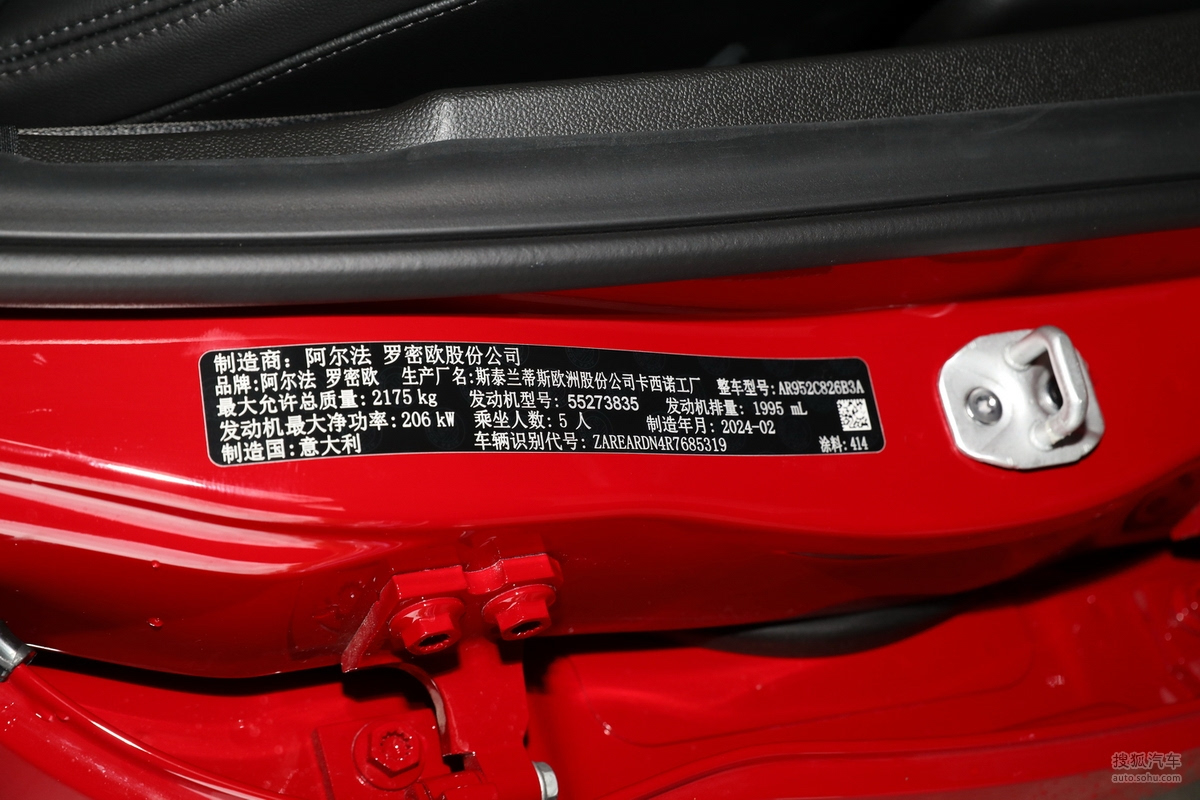 制造商：阿尔法 罗密欧股份公司
品牌:阿尔法 罗密欧 生产厂名:斯泰兰蒂斯欧洲股份公司卡西诺工厂 整车型号:AR952C826B3A
最大允许总质量: 2175 kg 发动机型号: 55273835 发动机排量: 1995 mL
发动机最大净功率: 206 kW 乘坐人数: 5 人 制造年月: 2024-02
制造国: 意大利 车辆识别代号: ZAREARDN4R7685319 涂料: 414
搜狐汽车
auto.sohu.com